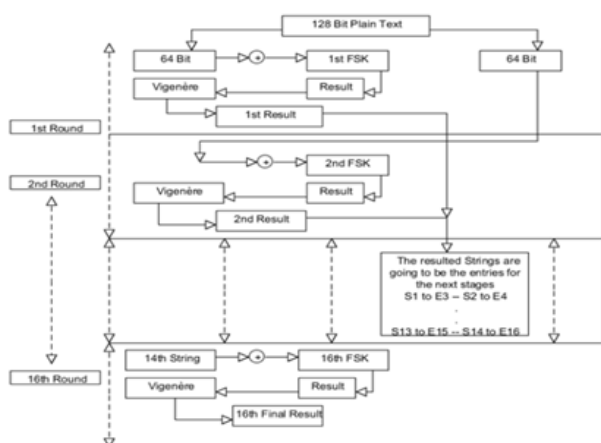 128 Bit Plain Text
64 Bit
1st FSK
64 Bit
Vigenère
Result
1st Result
1st Round
2nd FSK
2nd Round
Vigenère
Result
2nd Result
The resulted Strings are
going to be the entries for
the next stages
S1 to E3 -- S2 to E4
.
.
S13 to E15 -- S14 to E16
14th String
16th FSK
16th Round
Vigenère
Result
16th Final Result